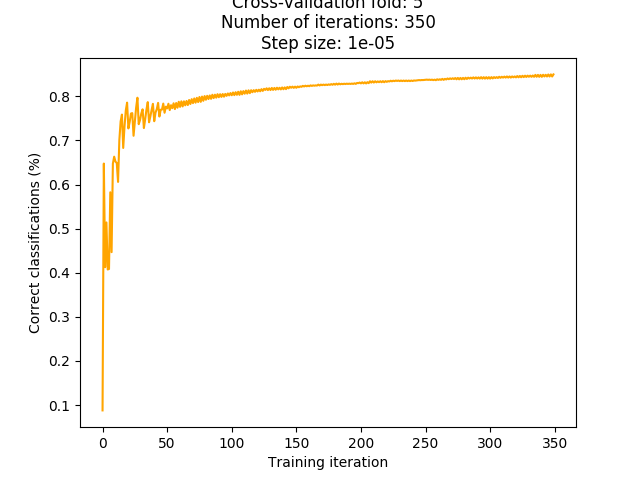 Cross-validation fold: 5
Number of iterations: 350
Step size: 1e-05
0.8
0.7
0.6
0.5
0.4
0.3
0.2
0.1
Correct classifications (%)
0 50 100 150 200 250 300 350
Training iteration